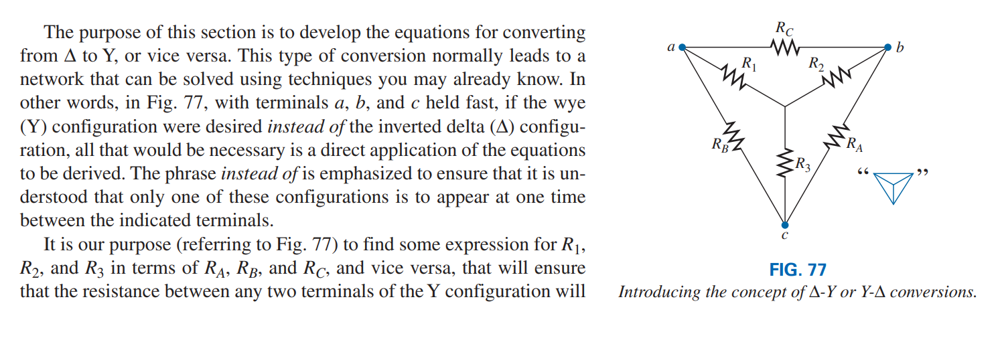 The purpose of this section is to develop the equations for converting
from Δ to Y, or vice versa. This type of conversion normally leads to a
network that can be solved using techniques you may already know. In
other words, in Fig. 77, with terminals a, b, and c held fast, if the wye
(Y) configuration were desired instead of the inverted delta (Δ) configu-
ration, all that would be necessary is a direct application of the equations
to be derived. The phrase instead of is emphasized to ensure that it is un-
derstood that only one of these configurations is to appear at one time
between the indicated terminals.
It is our purpose (referring to Fig. 77) to find some expression for R₁,
R₂, and R₃ in terms of R_A, R_B, and R_C, and vice versa, that will ensure
that the resistance between any two terminals of the Y configuration will
R_C
a
b
R₁
R₂
R_B
R_A
R₃
“ ”
c
FIG. 77
Introducing the concept of Δ-Y or Y-Δ conversions.